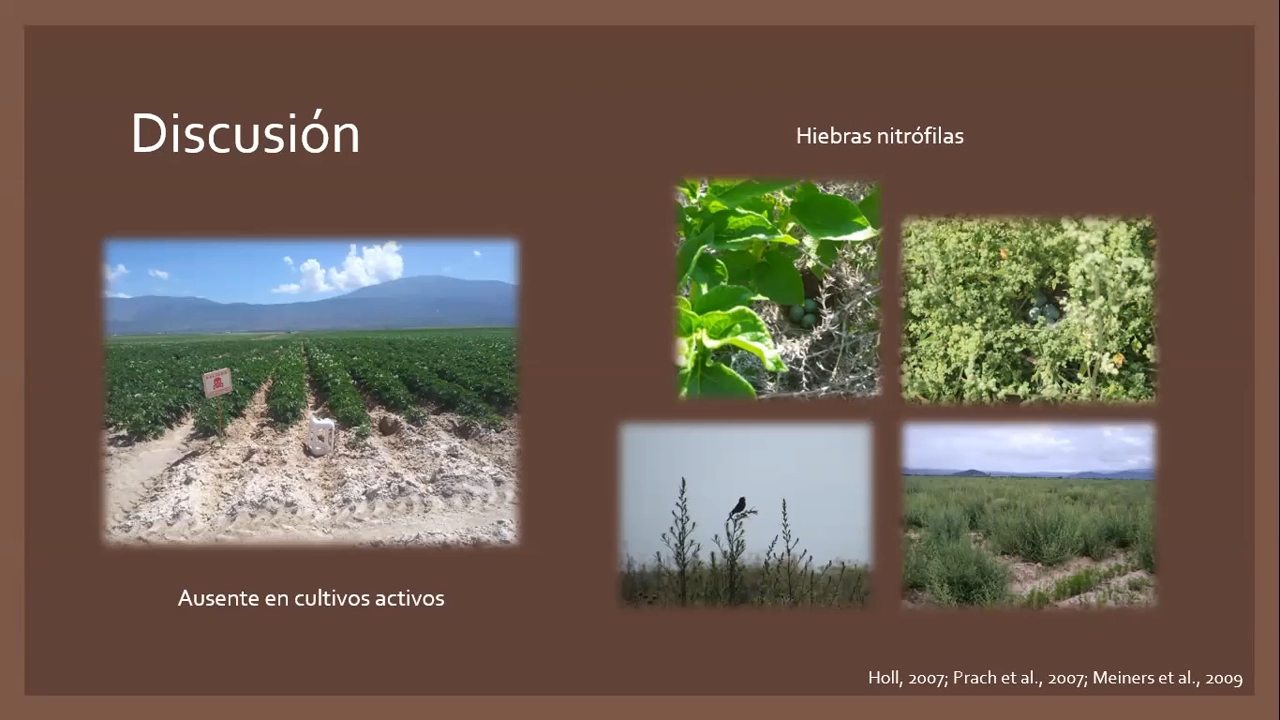 Discusión
Hiebras nitrófilas
Ausente en cultivos activos
Holl, 2007; Prach et al., 2007; Meiners et al., 2009